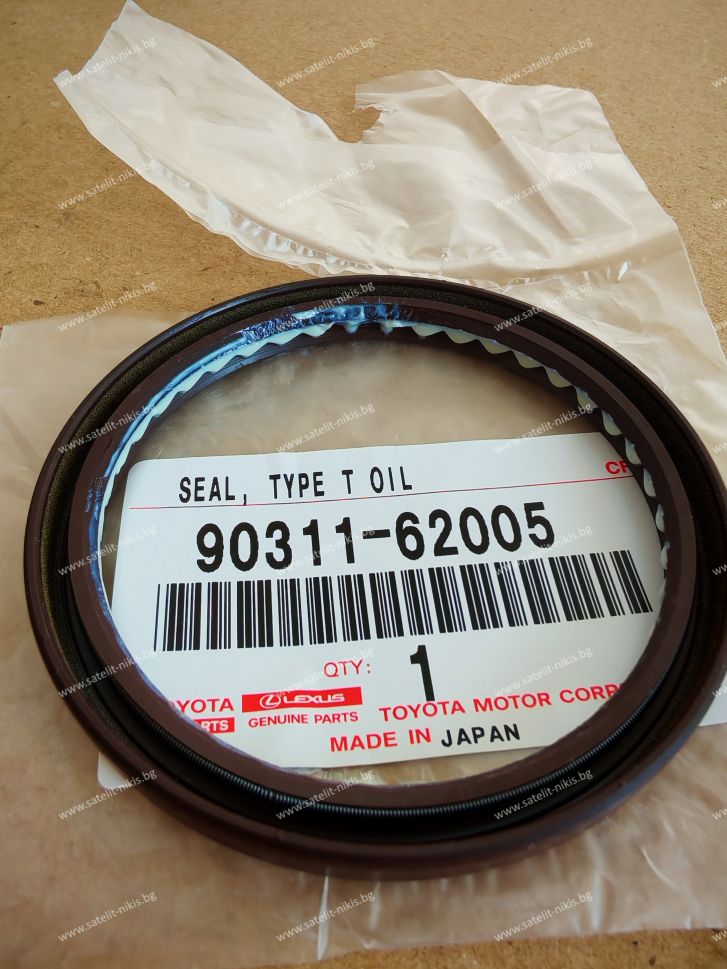 www.satelit-nikis.bg
SEAL, TYPE T OIL
90311-62005
QTY: 1
LEXUS
GENUINE PARTS
TOYOTA MOTOR CORP
MADE IN JAPAN